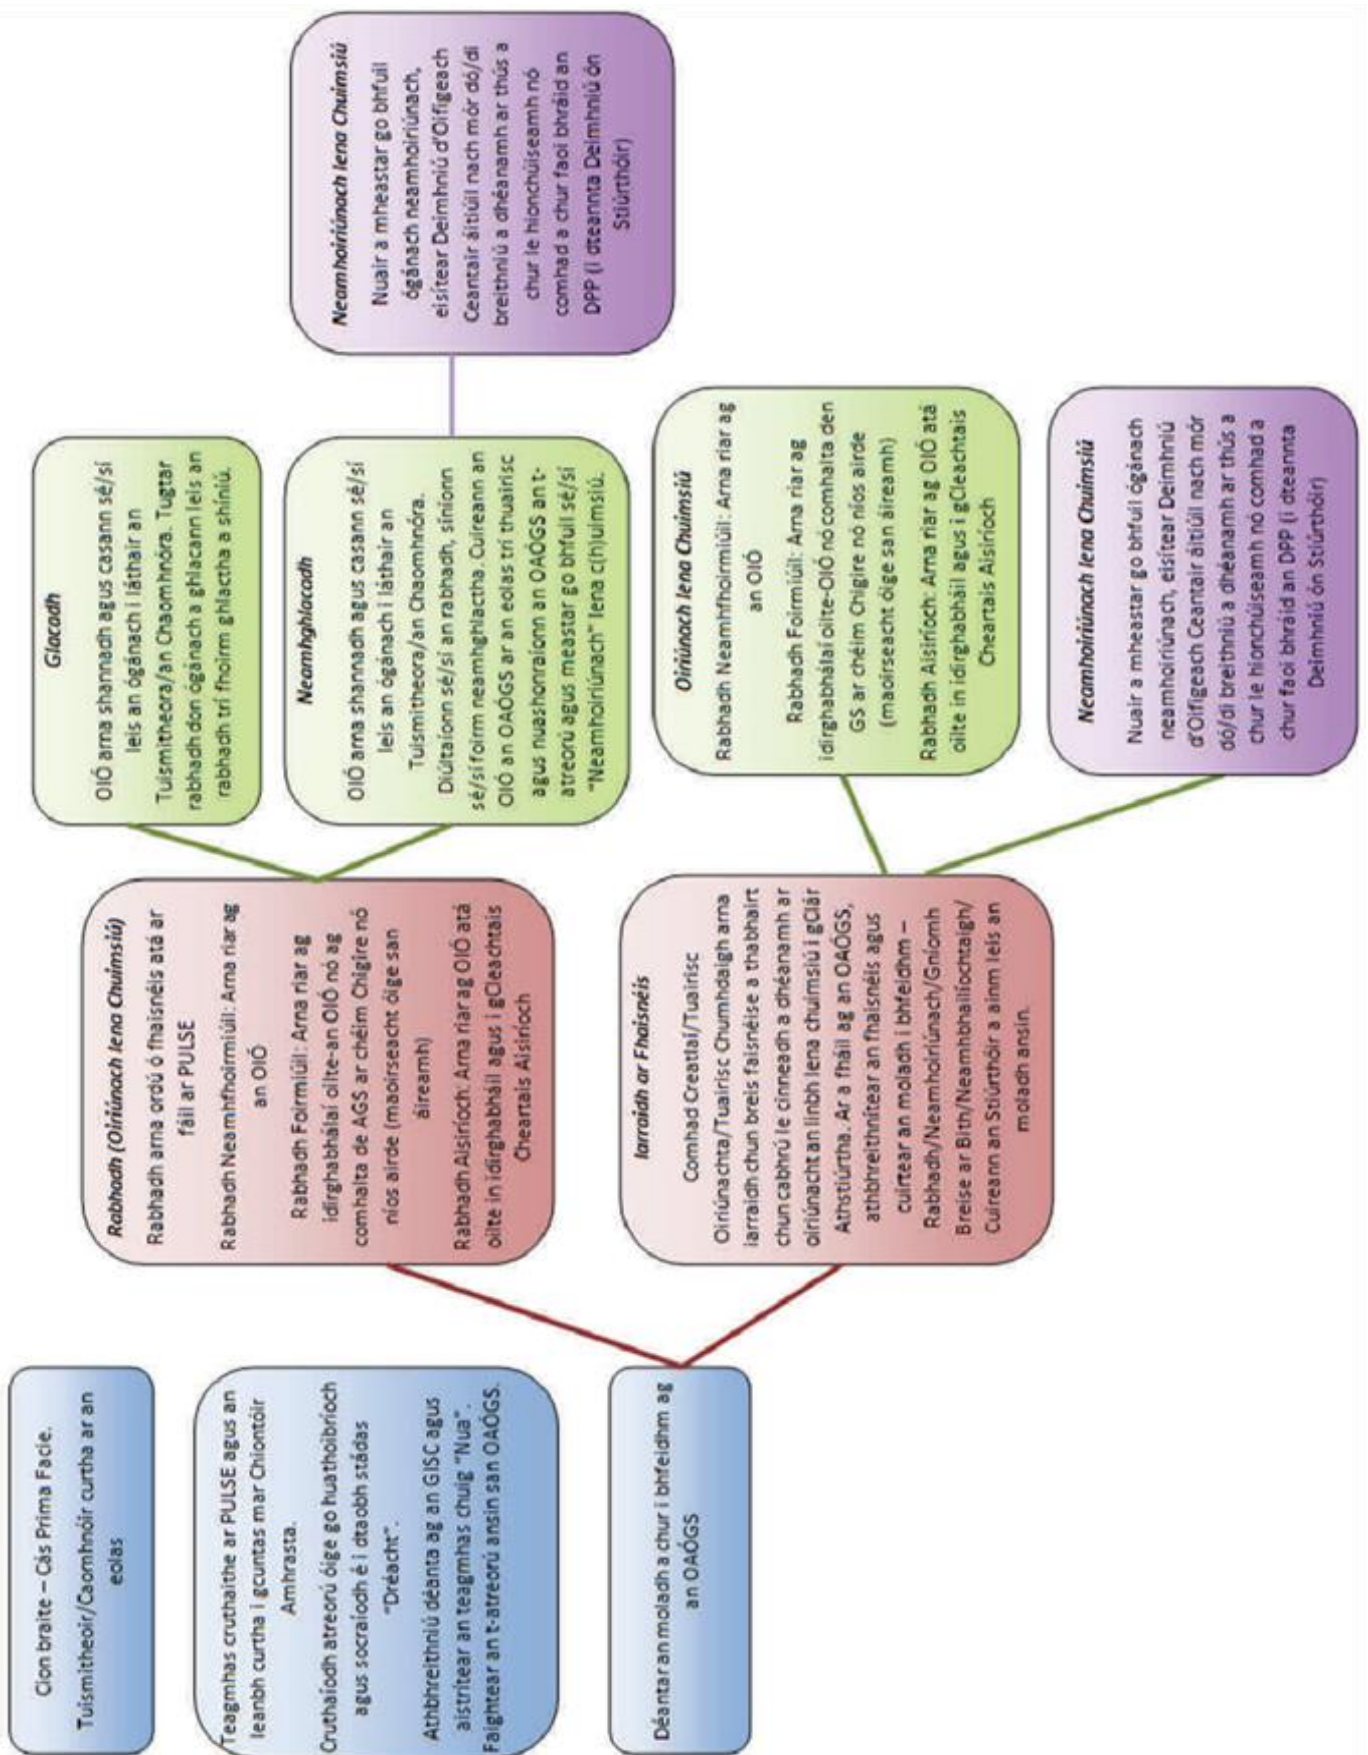 Cion braite – Cás Prima Facie.
Tuismitheoir/Caomhnóir curtha ar an
eolas
Teagmhas cruthaithe ar PULSE agus an
leanbh curtha i gcuntas mar Chiontóir
Amhrasta.
Cruthaíodh atreorú óige go huathoibríoch
agus socraíodh é i dtaobh stádas
"Dréacht".
Athbhreithniú déanta ag an GISC agus
aistrítear an teagmhas chuig "Nua".
Faightear an t-atreorú ansin san OAÓGS.
Déantar an moladh a chur i bhfeidhm ag
an OAÓGS
Rabhadh (Oiriúnach lena Chuimsiú)
Rabhadh arna ordú ó fhaisnéis atá ar
fáil ar PULSE
Rabhadh Neamhfhoirmiúil: Arna riar ag
an OIÓ
Rabhadh Foirmiúil: Arna riar ag
idirghabhálaí oilte-an OIÓ nó ag
comhalta de AGS ar chéim Chigire nó
níos airde (maoirseacht óige san
áireamh)
Rabhadh Aisiríoch: Arna riar ag OIÓ atá
oilte in idirghabháil agus i gCleachtais
Cheartais Aisiríoch
Iarraidh ar Fhaisnéis
Comhad Creatlaí/Tuairisc
Oiriúnachta/Tuairisc Chumhdaigh arna
iarraidh chun breis faisnéise a thabhairt
chun cabhrú le cinneadh a dhéanamh ar
oiriúnacht an linbh lena chuimsiú i gClár
Athstiúrtha. Ar a fháil ag an OAÓGS,
athbhreithnítear an fhaisnéis agus
cuirtear an moladh i bhfeidhm –
Rabhadh/Neamhoiriúnach/Gníomh
Breise ar Bith/Neamhbhailíochtaigh/
Cuireann an Stiúrthóir a ainm leis an
moladh ansin.
Glacadh
OIÓ arna shannadh agus casann sé/sí
leis an ógánach i láthair an
Tuismitheora/an Chaomhnóra. Tugtar
rabhadh don ógánach a ghlacann leis an
rabhadh trí fhoirm ghlactha a shíniú.
Neamhghlacadh
OIÓ arna shannadh agus casann sé/sí
leis an ógánach i láthair an
Tuismitheora/an Chaomhnóra.
Diúltaíonn sé/sí an rabhadh, síníonn
sé/sí foirm neamhghlactha. Cuireann an
OIÓ an OAÓGS ar an eolas trí thuairisc
agus nuashonraíonn an OAÓGS an t-
atreorú agus meastar go bhfuil sé/sí
"Neamhoiriúnach" lena c(h)uimsiú.
Oiriúnach lena Chuimsiú
Rabhadh Neamhfhoirmiúil: Arna riar ag
an OIÓ
Rabhadh Foirmiúil: Arna riar ag
idirghabhálaí oilte-OIÓ nó comhalta den
GS ar chéim Chigire nó níos airde
(maoirseacht óige san áireamh)
Rabhadh Aisiríoch: Arna riar ag OIÓ atá
oilte in idirghabháil agus i gCleachtais
Cheartais Aisiríoch
Neamhoiriúnach lena Chuimsiú
Nuair a mheastar go bhfuil
ógánach neamhoiriúnach,
eisítear Deimhniú d'Oifigeach
Ceantair áitiúil nach mór dó/di
breithniú a dhéanamh ar thús a
chur le hionchúiseamh nó
comhad a chur faoi bhráid an
DPP (i dteannta Deimhniú ón
Stiúrthóir)
Neamhoiriúnach lena Chuimsiú
Nuair a mheastar go bhfuil ógánach
neamhoiriúnach, eisítear Deimhniú
d'Oifigeach Ceantair áitiúil nach mór
dó/di breithniú a dhéanamh ar thús a
chur le hionchúiseamh nó comhad a
chur faoi bhráid an DPP (i dteannta
Deimhniú ón Stiúrthóir)